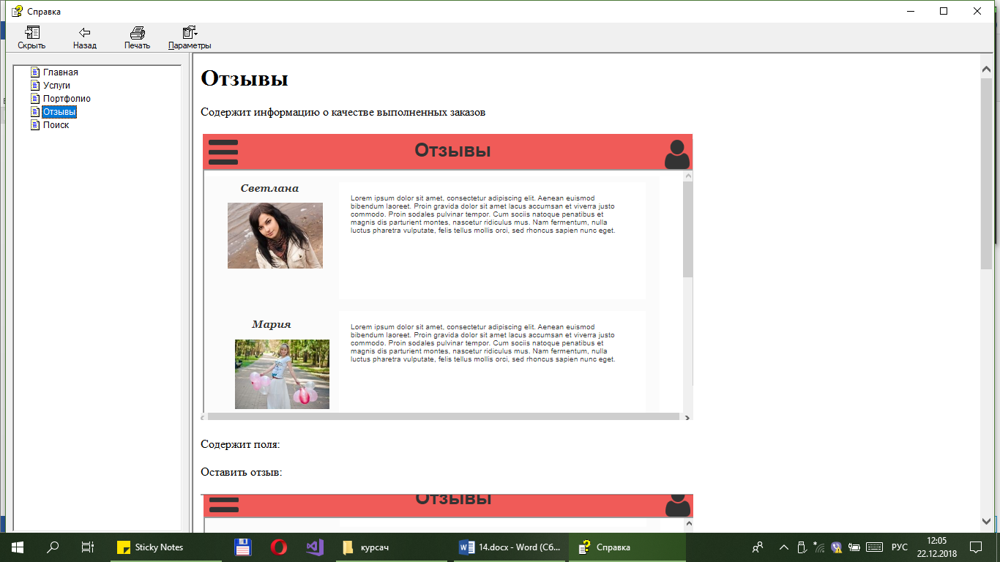 Справка
Скрыть
Назад
Печать
Параметры
Главная
Услуги
Портфолио
Отзывы
Поиск
Отзывы
Содержит информацию о качестве выполненных заказов
Отзывы
Светлана
Lorem ipsum dolor sit amet, consectetur adipiscing elit. Aenean euismod
bibendum laoreet. Proin gravida dolor sit amet lacus accumsan et viverra justo
commodo. Proin sodales pulvinar tempor. Cum sociis natoque penatibus et
magnis dis parturient montes, nascetur ridiculus mus. Nam fermentum, nulla
luctus pharetra vulputate, felis tellus mollis orci, sed rhoncus sapien nunc eget.
Мария
Lorem ipsum dolor sit amet, consectetur adipiscing elit. Aenean euismod
bibendum laoreet. Proin gravida dolor sit amet lacus accumsan et viverra justo
commodo. Proin sodales pulvinar tempor. Cum sociis natoque penatibus et
magnis dis parturient montes, nascetur ridiculus mus. Nam fermentum, nulla
luctus pharetra vulputate, felis tellus mollis orci, sed rhoncus sapien nunc eget.
Содержит поля:
Оставить отзыв:
Отзывы
Sticky Notes
курсач
14.docx - Word (Сб...
Справка
РУС
12:05
22.12.2018